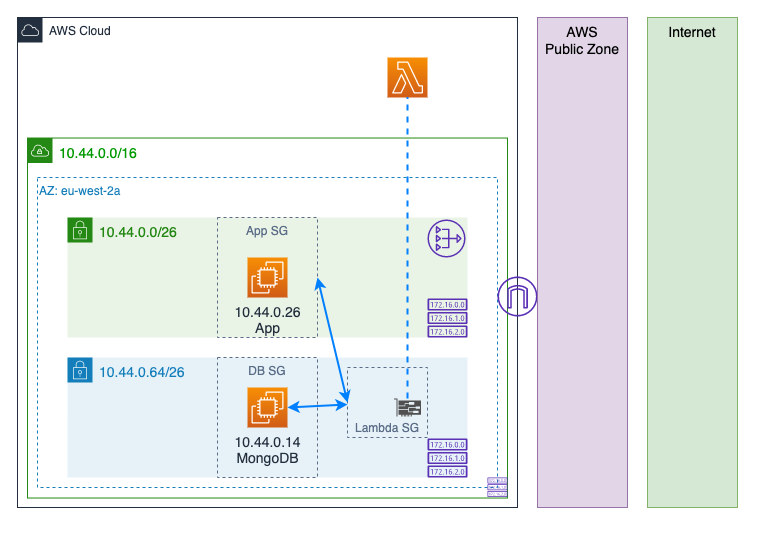 AWS Cloud
AWS
Public Zone
Internet
10.44.0.0/16
AZ: eu-west-2a
10.44.0.0/26
App SG
10.44.0.26
App
172.16.0.0
172.16.1.0
172.16.2.0
10.44.0.64/26
DB SG
10.44.0.14
MongoDB
Lambda SG
172.16.0.0
172.16.1.0
172.16.2.0